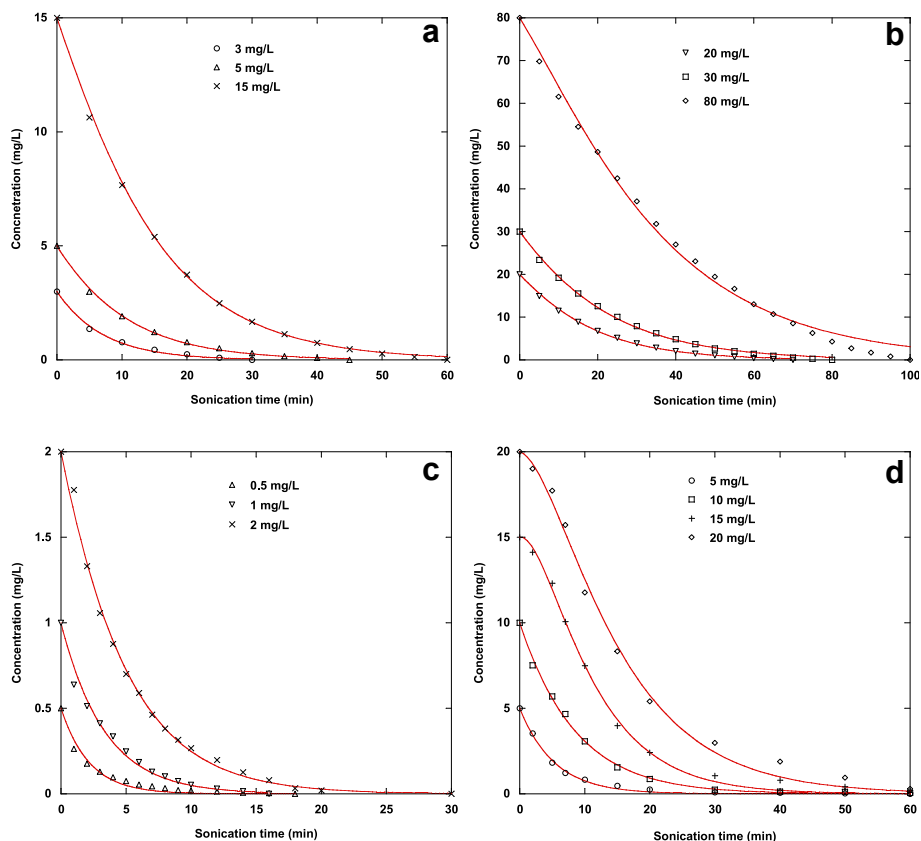 a
3 mg/L
5 mg/L
15 mg/L
15
10
5
0
Concnetration (mg/L)
0 10 20 30 40 50 60
Sonication time (min)
b
20 mg/L
30 mg/L
80 mg/L
80
70
60
50
40
30
20
10
0
Concentration (mg/L)
0 20 40 60 80 100
Sonication time (min)
c
0.5 mg/L
1 mg/L
2 mg/L
2
1.5
1
0.5
0
Concentration (mg/L)
0 5 10 15 20 25 30
Sonication time (min)
d
5 mg/L
10 mg/L
15 mg/L
20 mg/L
20
15
10
5
0
Concentration (mg/L)
0 10 20 30 40 50 60
Sonication time (min)